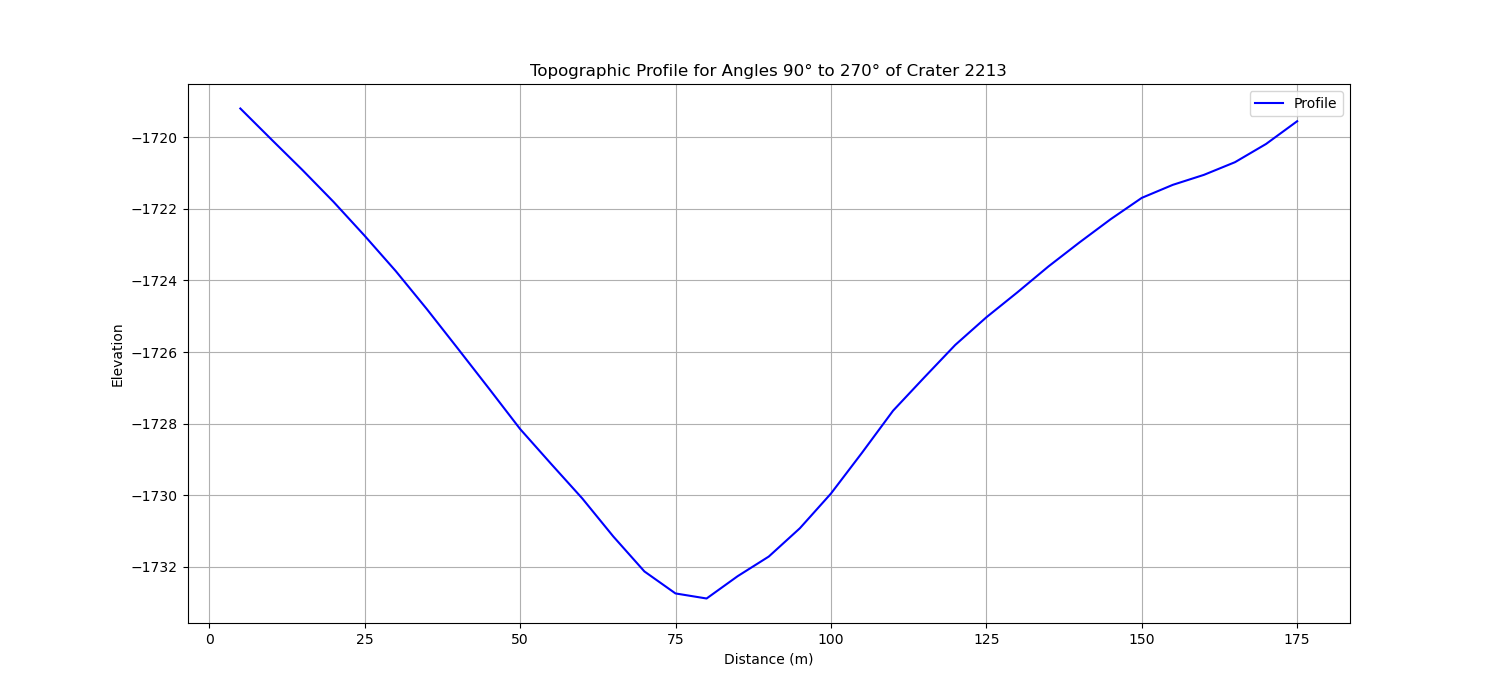 Topographic Profile for Angles 90° to 270° of Crater 2213
Profile
−1720
−1722
−1724
−1726
−1728
−1730
−1732
Elevation
0 25 50 75 100 125 150 175
Distance (m)